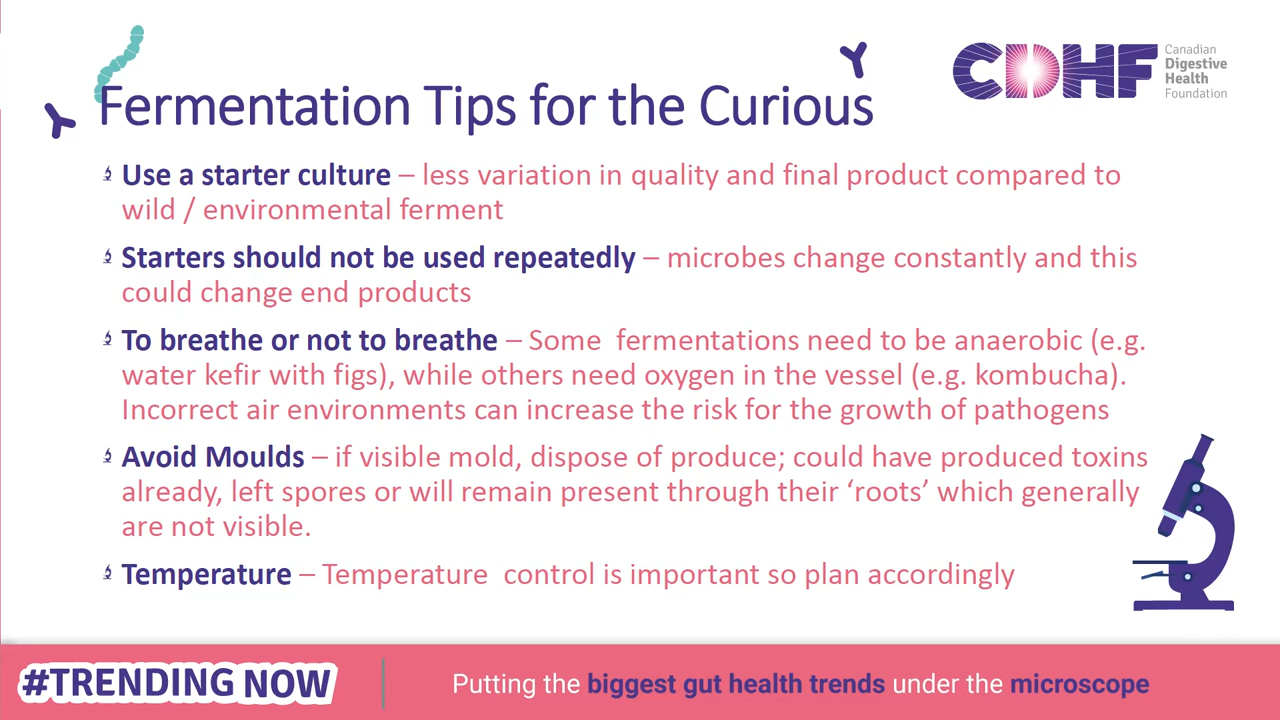 CDHF
Canadian
Digestive
Health
Foundation
Fermentation Tips for the Curious
Use a starter culture – less variation in quality and final product compared to
wild / environmental ferment
Starters should not be used repeatedly – microbes change constantly and this
could change end products
To breathe or not to breathe – Some  fermentations need to be anaerobic (e.g.
water kefir with figs), while others need oxygen in the vessel (e.g. kombucha).
Incorrect air environments can increase the risk for the growth of pathogens
Avoid Moulds – if visible mold, dispose of produce; could have produced toxins
already, left spores or will remain present through their ‘roots’ which generally
are not visible.
Temperature – Temperature  control is important so plan accordingly
#TRENDING NOW
Putting the biggest gut health trends under the microscope